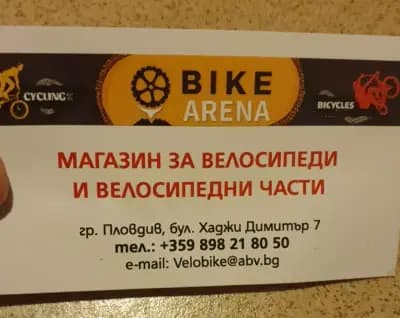 CYCLING
BIKE
ARENA
BICYCLES
МАГАЗИН ЗА ВЕЛОСИПЕДИ
И ВЕЛОСИПЕДНИ ЧАСТИ
гр. Пловдив, бул. Хаджи Димитър 7
тел.: +359 898 21 80 50
e-mail: Velobike@abv.bg